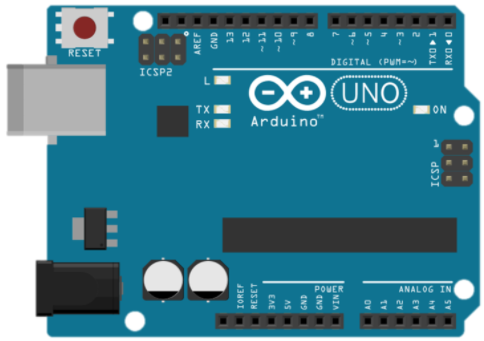 RESET
ICSP2
AREF
GND
13
12
~11
~10
~9
8
7
~6
~5
4
~3
2
TX0▶1
RX0◀0
DIGITAL (PWM=~)
L
TX
RX
UNO
Arduino™
ON
1
ICSP
POWER
ANALOG IN
IOREF
RESET
3V3
5V
GND
GND
VIN
A0
A1
A2
A3
A4
A5